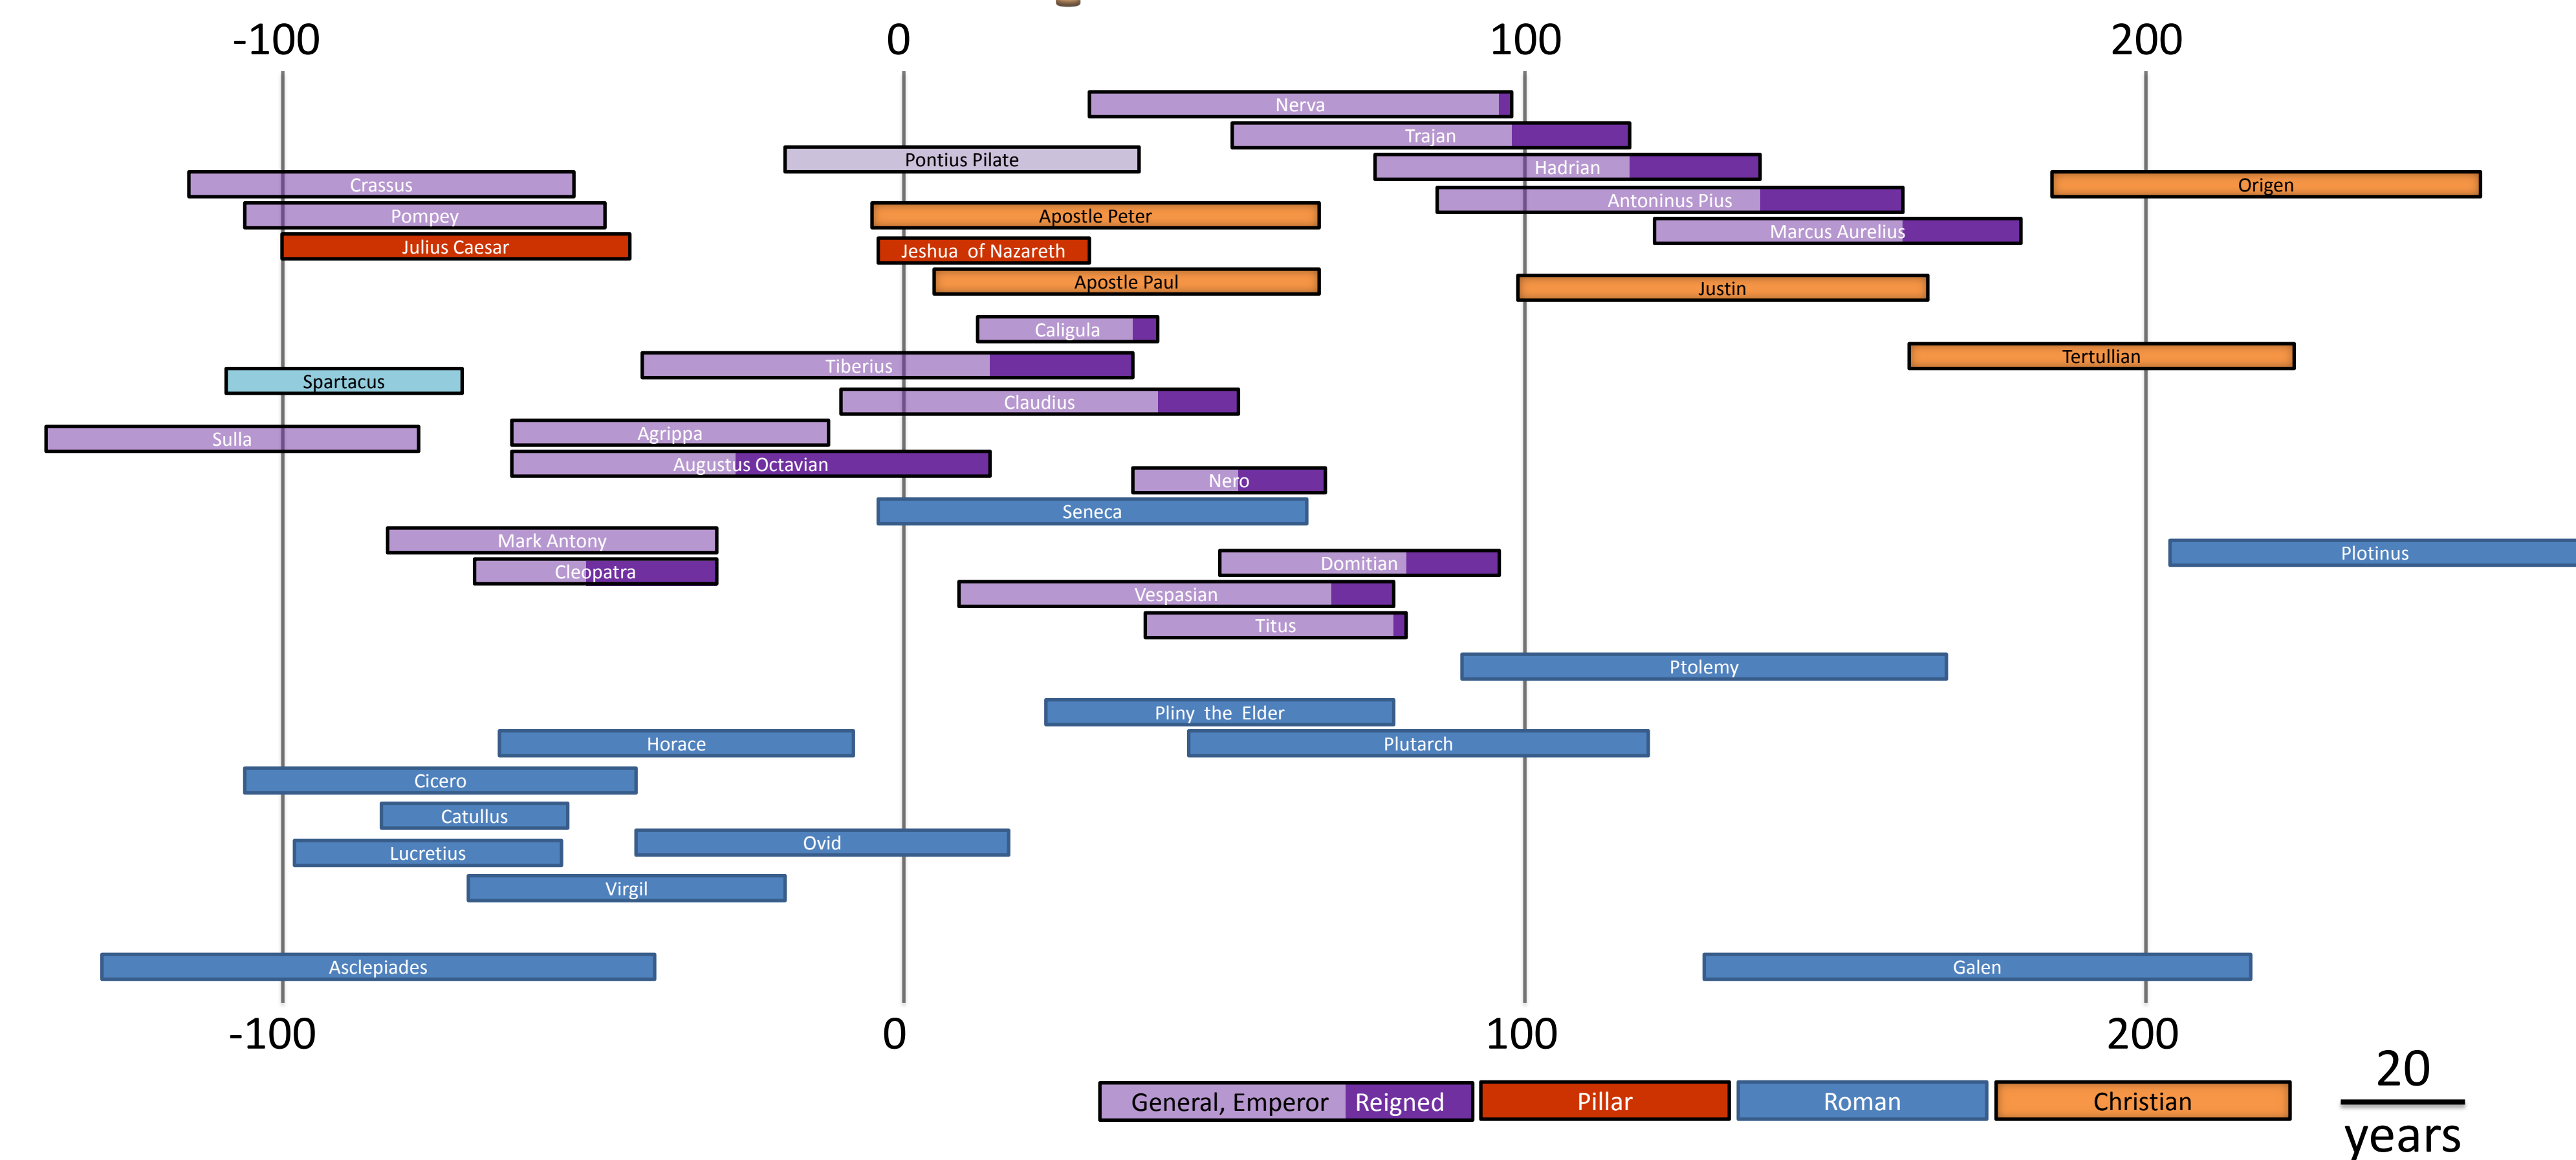 -100 0 100 200
Nerva
Trajan
Pontius Pilate
Hadrian
Crassus
Origen
Antoninus Pius
Pompey
Apostle Peter
Marcus Aurelius
Julius Caesar
Jeshua of Nazareth
Apostle Paul
Justin
Caligula
Tertullian
Tiberius
Spartacus
Claudius
Agrippa
Sulla
Augustus Octavian
Nero
Seneca
Mark Antony
Plotinus
Domitian
Cleopatra
Vespasian
Titus
Ptolemy
Pliny the Elder
Horace
Plutarch
Cicero
Catullus
Ovid
Lucretius
Virgil
Asclepiades
Galen
-100 0 100 200
20
General, Emperor Reigned Pillar Roman Christian
years